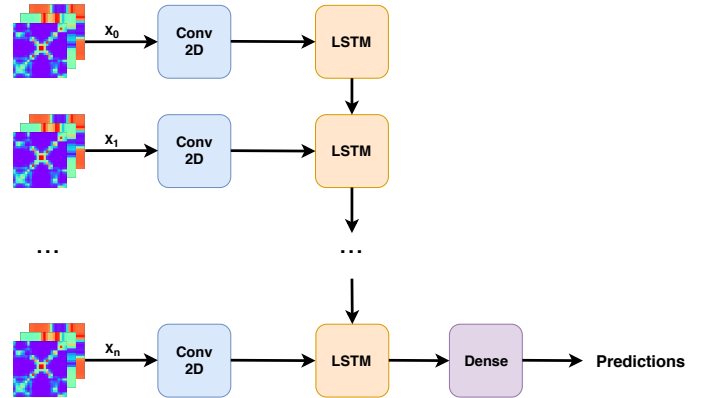 X₀
Conv
2D
LSTM
X₁
Conv
2D
LSTM
... ...
Xₙ
Conv
2D
LSTM
Dense
Predictions